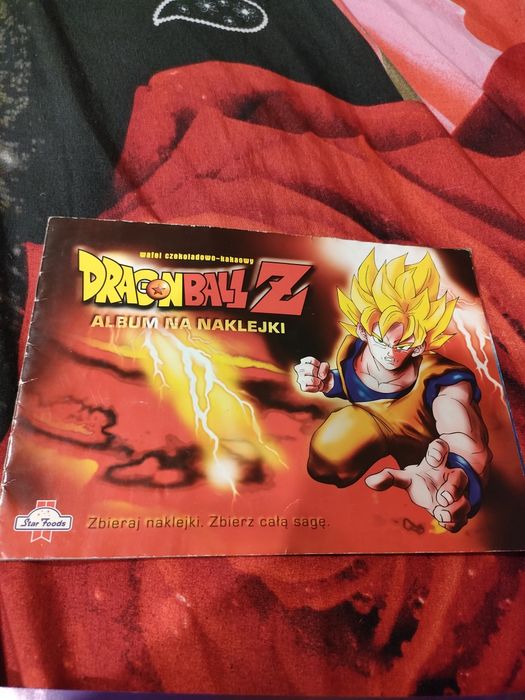 wafel czekoladowo-kakaowy
DRAGON BALL Z
ALBUM NA NAKLEJKI
Star Foods
Zbieraj naklejki. Zbierz całą sagę.